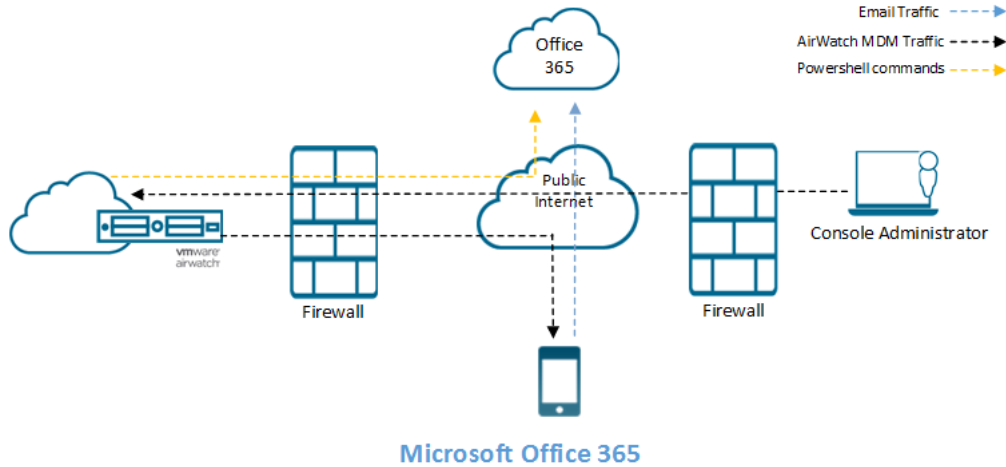 Email Traffic
AirWatch MDM Traffic
Powershell commands
Office
365
Public
Internet
vmware
airwatch
Console Administrator
Firewall
Firewall
Microsoft Office 365